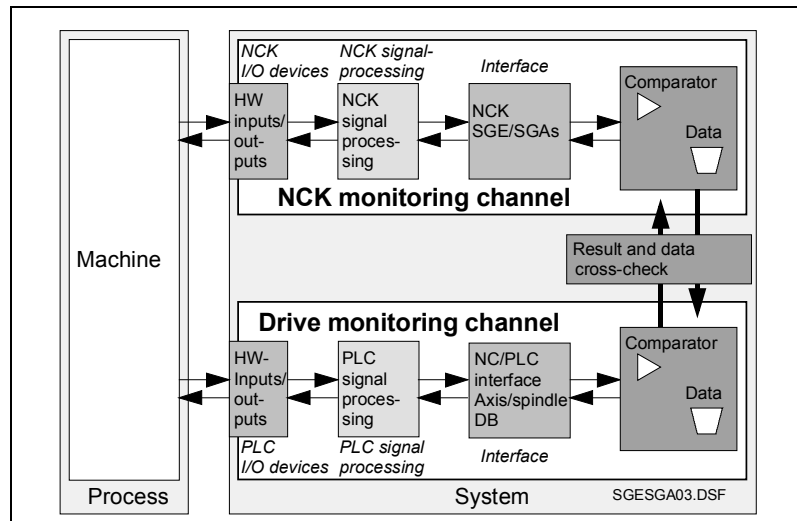 NCK
I/O devices
NCK signal-
processing
Interface
HW
inputs/
out-
puts
NCK
signal
proces-
sing
NCK
SGE/SGAs
Comparator
Data
NCK monitoring channel
Machine
Result and data
cross-check
Drive monitoring channel
HW-
Inputs/
out-
puts
PLC
signal
proces-
sing
NC/PLC
interface
Axis/spindle
DB
Comparator
Data
PLC
I/O devices
PLC signal
processing
Interface
Process
System
SGESGA03.DSF